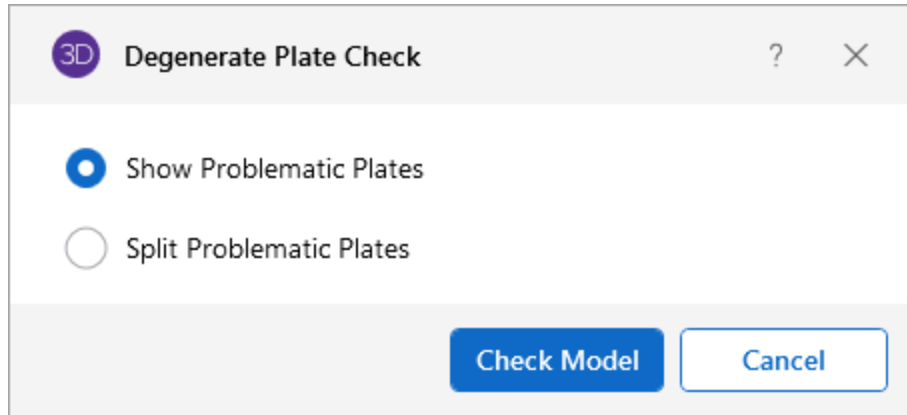 3D Degenerate Plate Check ?
Show Problematic Plates
Split Problematic Plates
Check Model Cancel